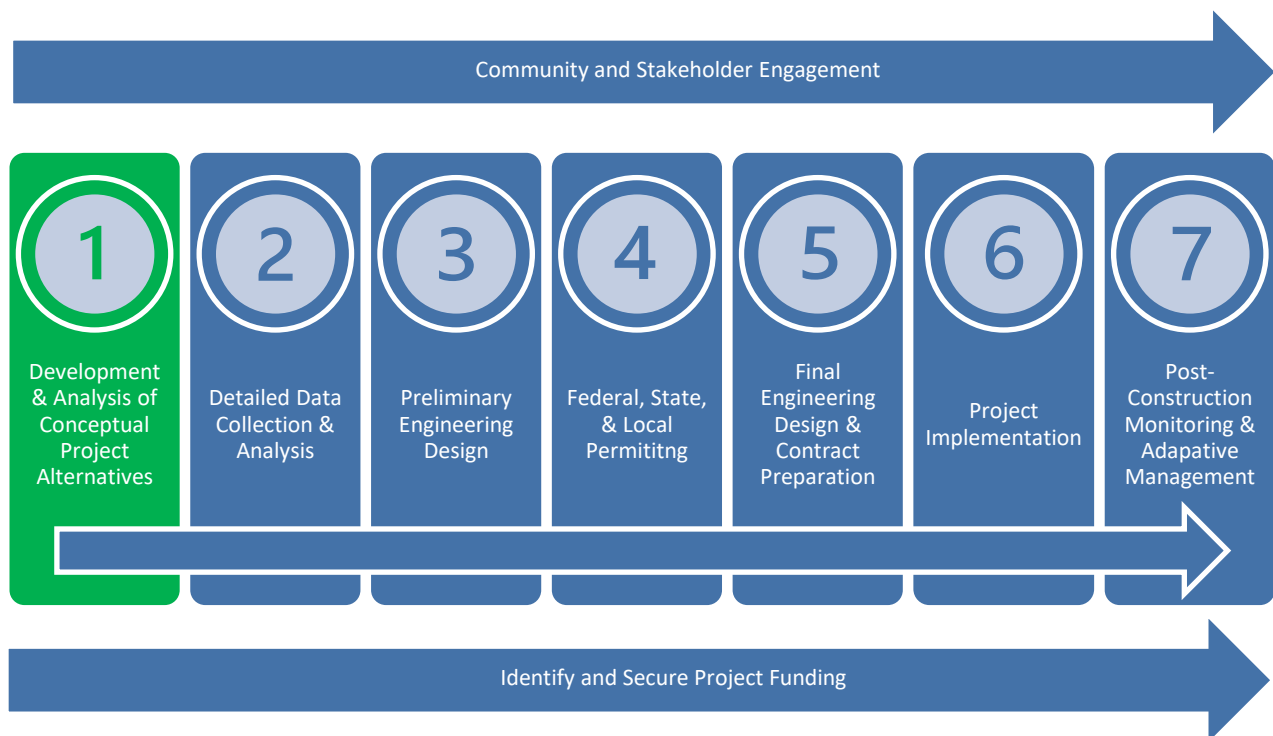 Community and Stakeholder Engagement
1
Development
& Analysis of
Conceptual
Project
Alternatives
2
Detailed Data
Collection &
Analysis
3
Preliminary
Engineering
Design
4
Federal, State,
& Local
Permititng
5
Final
Engineering
Design &
Contract
Preparation
6
Project
Implementation
7
Post-
Construction
Monitoring &
Adapative
Management
Identify and Secure Project Funding